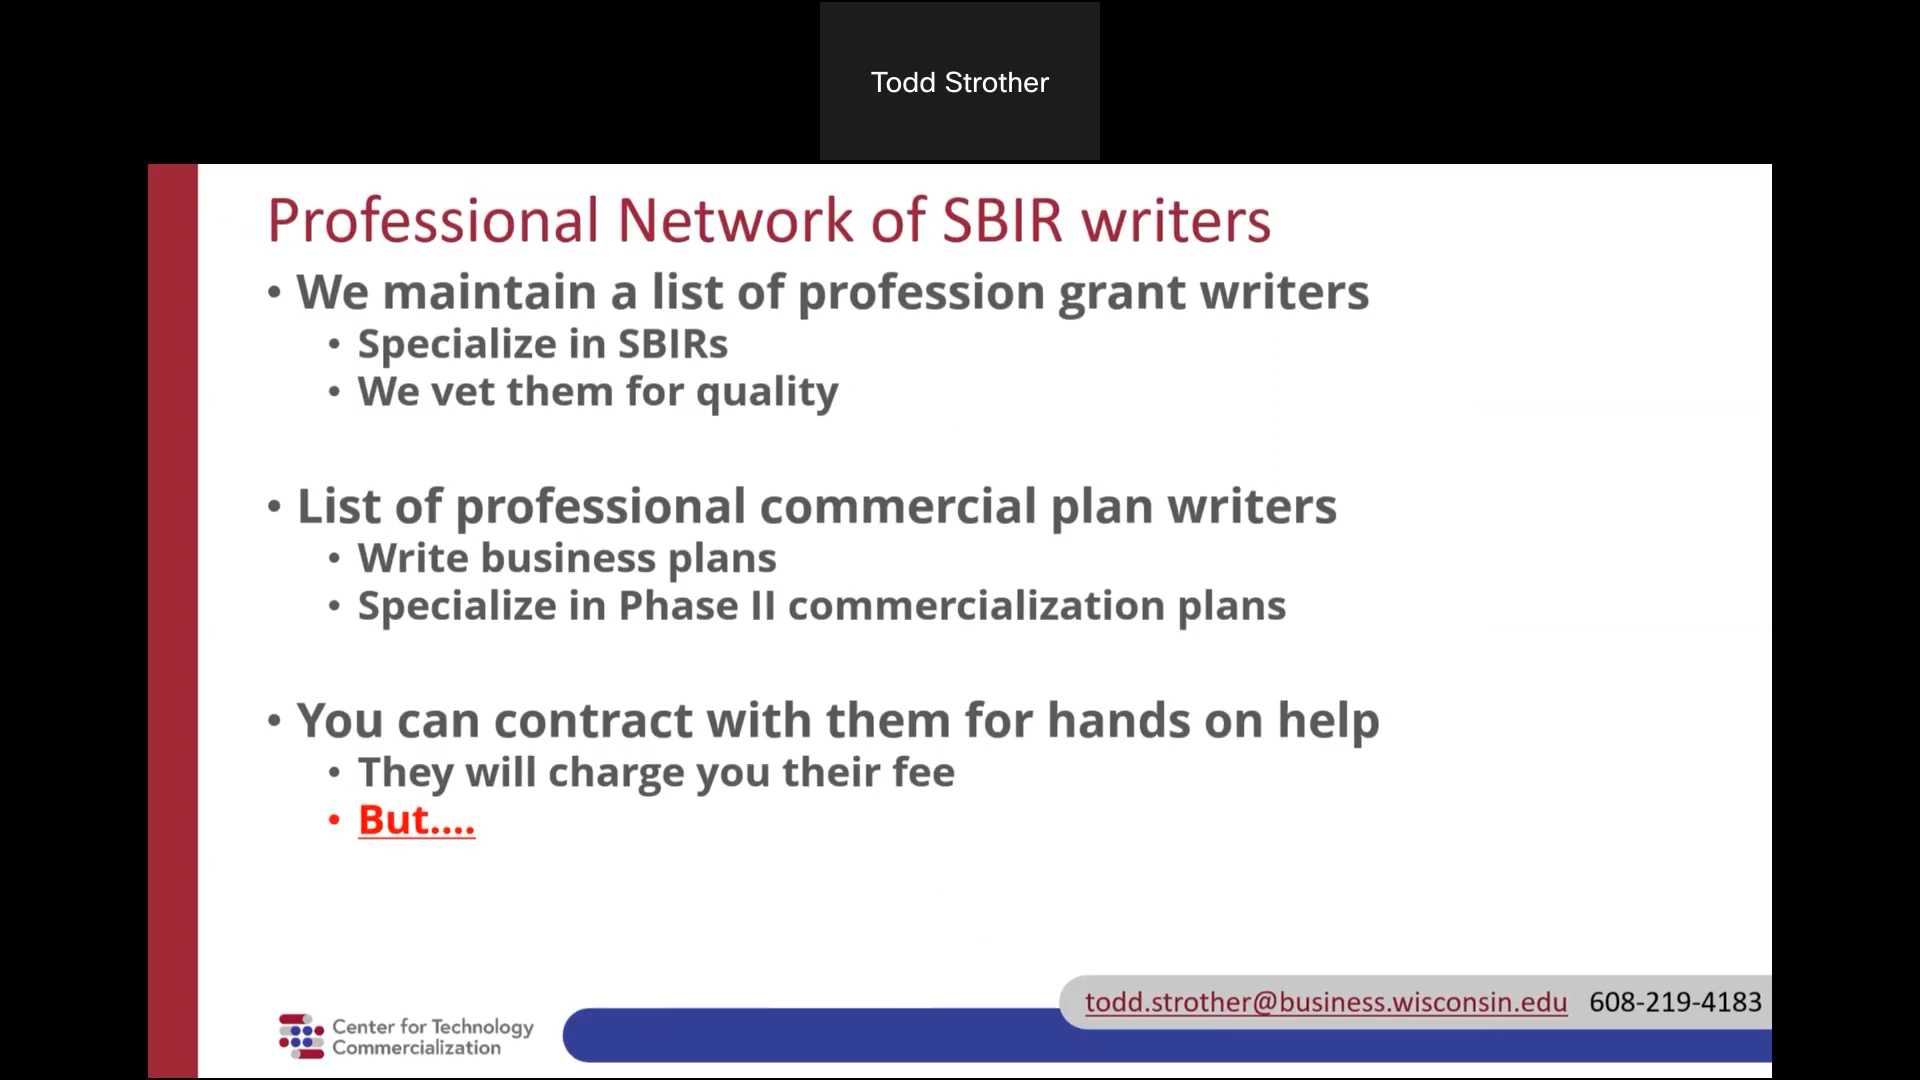 Todd Strother
Professional Network of SBIR writers
• We maintain a list of profession grant writers
• Specialize in SBIRs
• We vet them for quality
• List of professional commercial plan writers
• Write business plans
• Specialize in Phase II commercialization plans
• You can contract with them for hands on help
• They will charge you their fee
• But....
todd.strother@business.wisconsin.edu 608-219-4183
Center for Technology
Commercialization